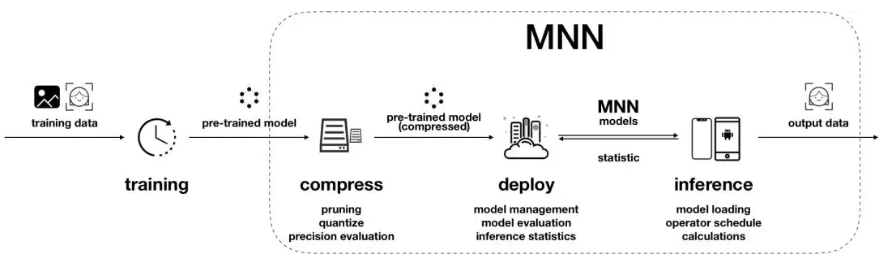 MNN
training data
pre-trained model
pre-trained model
(compressed)
MNN
models
statistic
output data
training
compress
deploy
inference
pruning
quantize
precision evaluation
model management
model evaluation
inference statistics
model loading
operator schedule
calculations